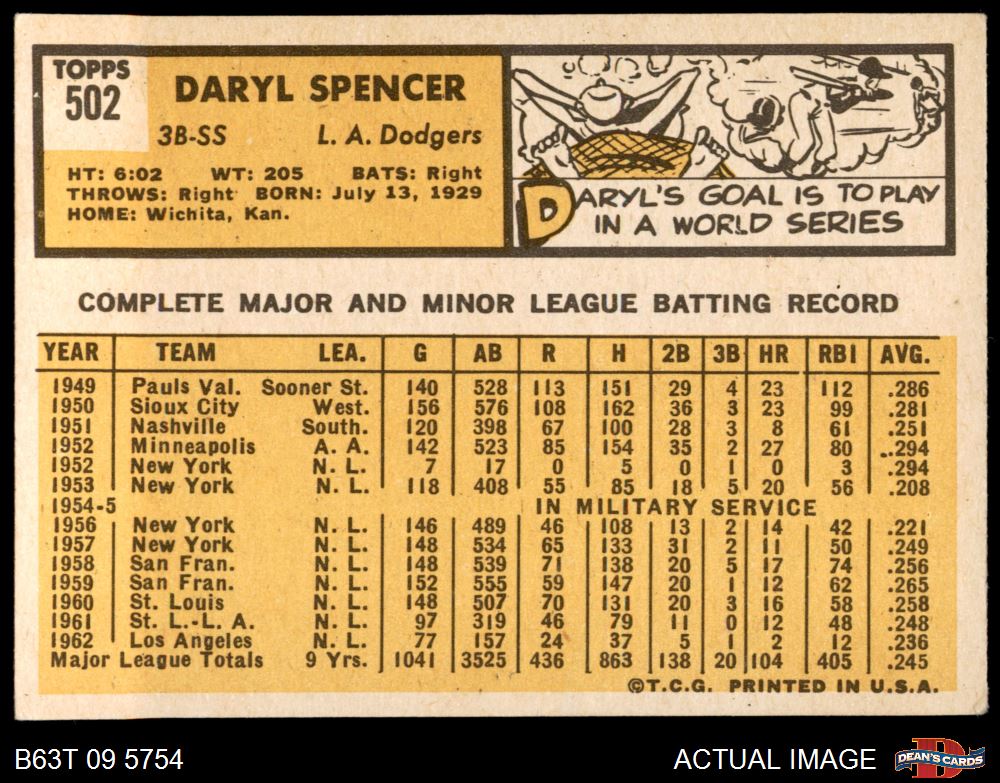 TOPPS
502
DARYL SPENCER
3B-SS L. A. Dodgers
HT: 6:02 WT: 205 BATS: Right
THROWS: Right BORN: July 13, 1929
HOME: Wichita, Kan.
DARYL'S GOAL IS TO PLAY
IN A WORLD SERIES
COMPLETE MAJOR AND MINOR LEAGUE BATTING RECORD
YEAR TEAM LEA. G AB R H 2B 3B HR RBI AVG.
1949 Pauls Val. Sooner St. 140 528 113 151 29 4 23 112 .286
1950 Sioux City West. 156 576 108 162 36 3 23 99 .281
1951 Nashville South. 120 398 67 100 28 3 8 61 .251
1952 Minneapolis A. A. 142 523 85 154 35 2 27 80 ..294
1952 New York N. L. 7 17 0 5 0 1 0 3 .294
1953 New York N. L. 118 408 55 85 18 5 20 56 .208
1954-5 IN MILITARY SERVICE
1956 New York N. L. 146 489 46 108 13 2 14 42 .221
1957 New York N. L. 148 534 65 133 31 2 11 50 .249
1958 San Fran. N. L. 148 539 71 138 20 5 17 74 .256
1959 San Fran. N. L. 152 555 59 147 20 1 12 62 .265
1960 St. Louis N. L. 148 507 70 131 20 3 16 58 .258
1961 St. L.-L. A. N. L. 97 319 46 79 11 0 12 48 .248
1962 Los Angeles N. L. 77 157 24 37 5 1 2 12 .236
Major League Totals 9 Yrs. 1041 3525 436 863 138 20 104 405 .245
©T.C.G. PRINTED IN U.S.A.
B63T 09 5754 ACTUAL IMAGE DEAN'S CARDS